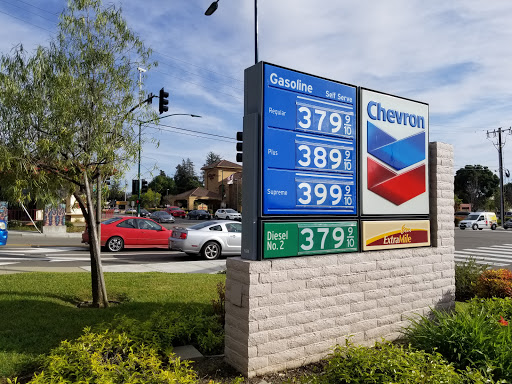 Gasoline
Self Serve
Regular 379 9/10
Plus 389 9/10
Supreme 399 9/10
Diesel No. 2 379 9/10
Chevron
ExtraMile